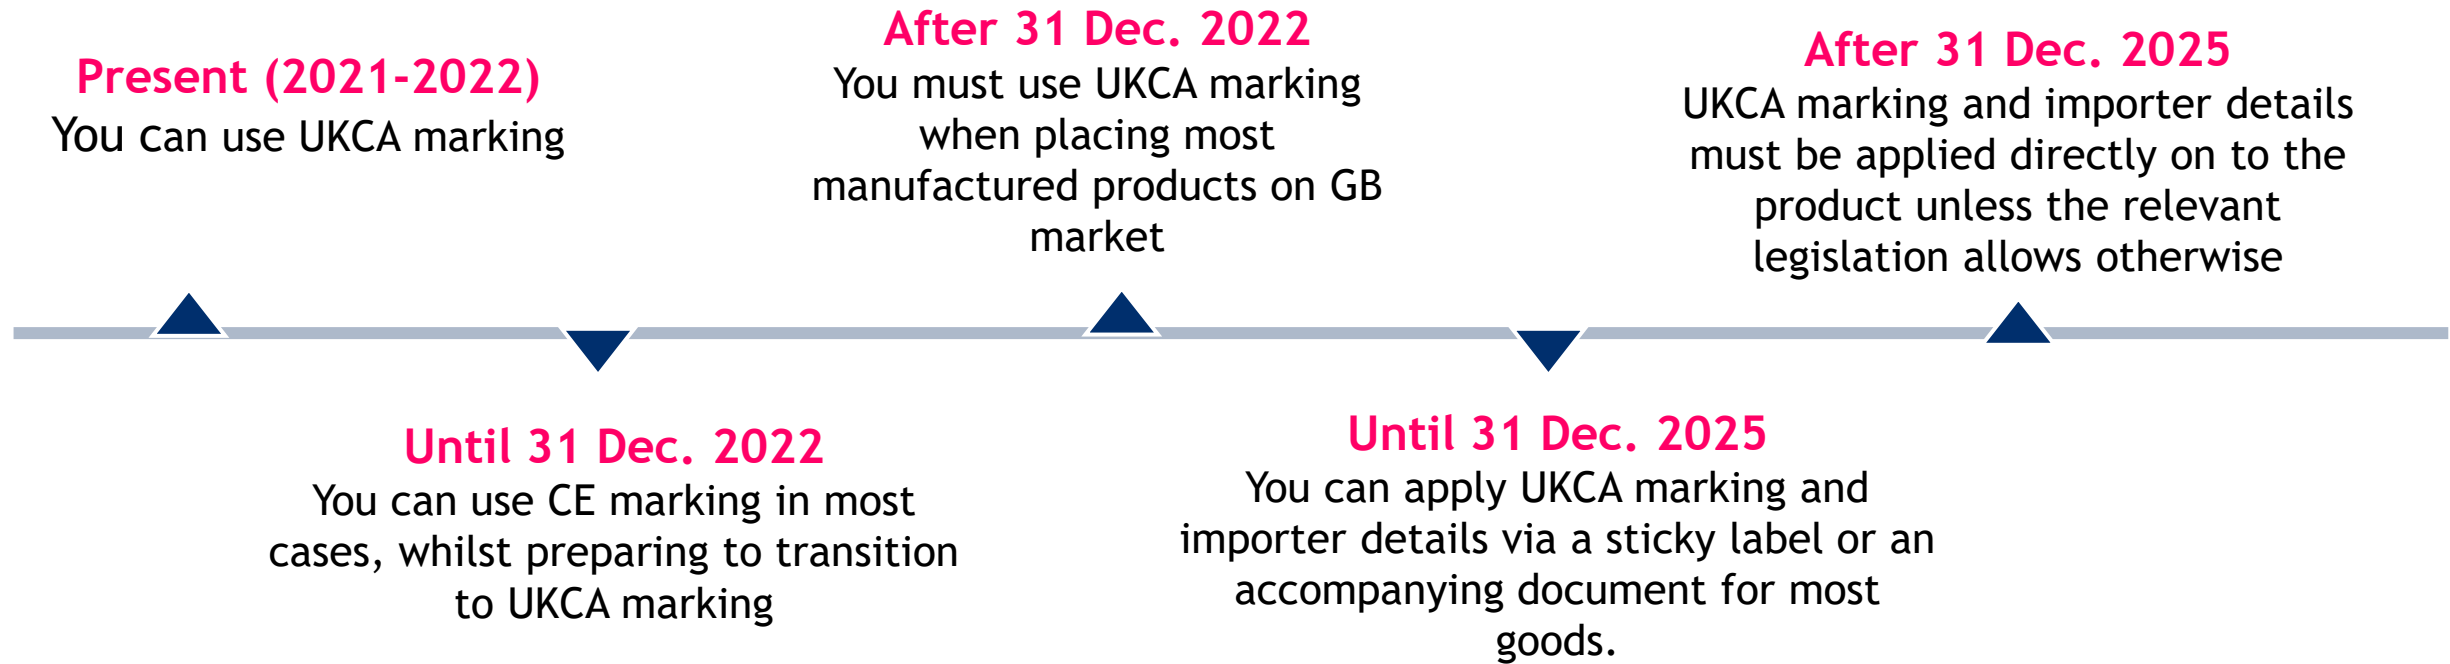 Present (2021-2022)
You can use UKCA marking
Until 31 Dec. 2022
You can use CE marking in most
cases, whilst preparing to transition
to UKCA marking
After 31 Dec. 2022
You must use UKCA marking
when placing most
manufactured products on GB
market
Until 31 Dec. 2025
You can apply UKCA marking and
importer details via a sticky label or an
accompanying document for most
goods.
After 31 Dec. 2025
UKCA marking and importer details
must be applied directly on to the
product unless the relevant
legislation allows otherwise